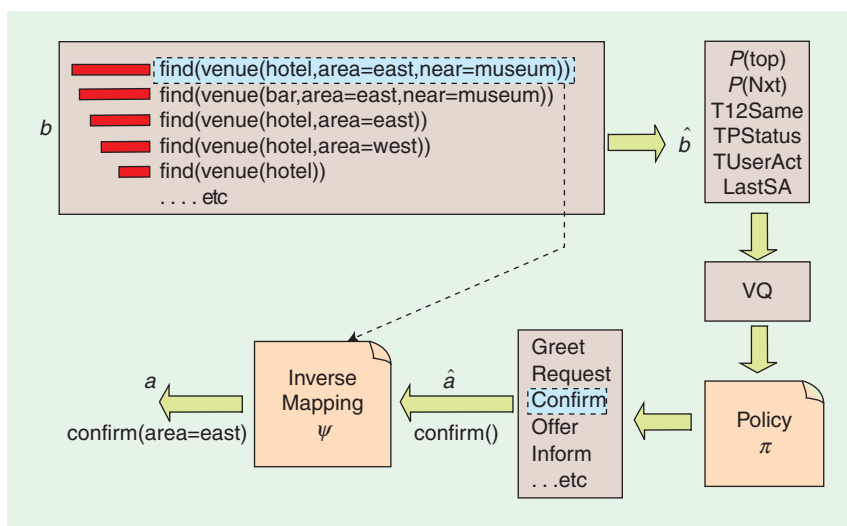 b
find(venue(hotel,area=east,near=museum))
find(venue(bar,area=east,near=museum))
find(venue(hotel,area=east))
find(venue(hotel,area=west))
find(venue(hotel))
. . . . etc
b̂
P(top)
P(Nxt)
T12Same
TPStatus
TUserAct
LastSA
VQ
Policy
π
Greet
Request
Confirm
Offer
Inform
. . .etc
â
confirm()
Inverse
Mapping
ψ
a
confirm(area=east)